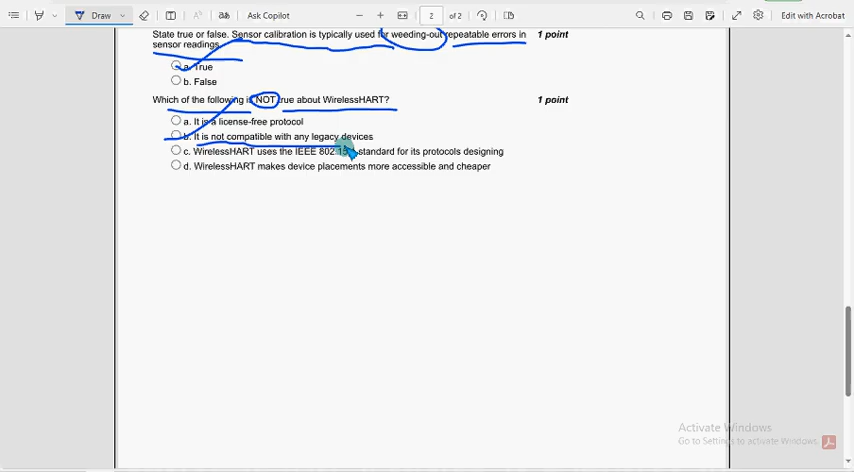 Draw
Ask Copilot
2
of 2
Edit with Acrobat
State true or false. Sensor calibration is typically used for weeding-out repeatable errors in 1 point
sensor readings.
a. True
b. False
Which of the following is NOT true about WirelessHART? 1 point
a. It is a license-free protocol
b. It is not compatible with any legacy devices
c. WirelessHART uses the IEEE 802.15.4 standard for its protocols designing
d. WirelessHART makes device placements more accessible and cheaper
Activate Windows
Go to Settings to activate Windows.